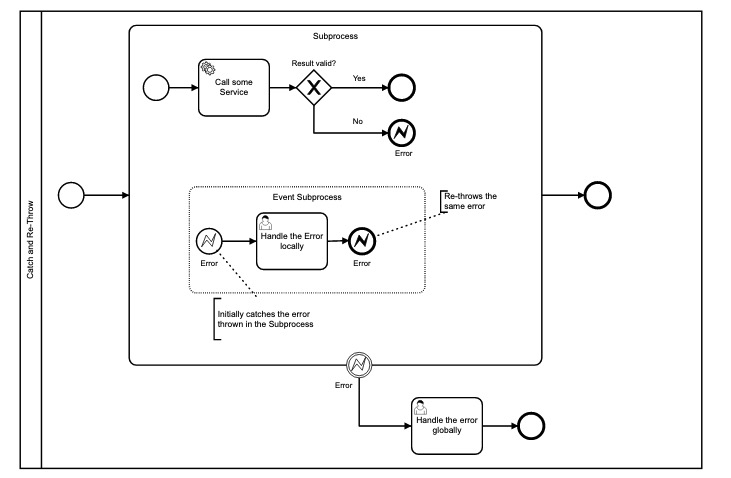 Catch and Re-Throw
Subprocess
Call some
Service
Result valid?
Yes
No
Error
Event Subprocess
Error
Handle the Error
locally
Error
Re-throws the
same error
Initially catches the error
thrown in the Subprocess
Error
Handle the error
globally